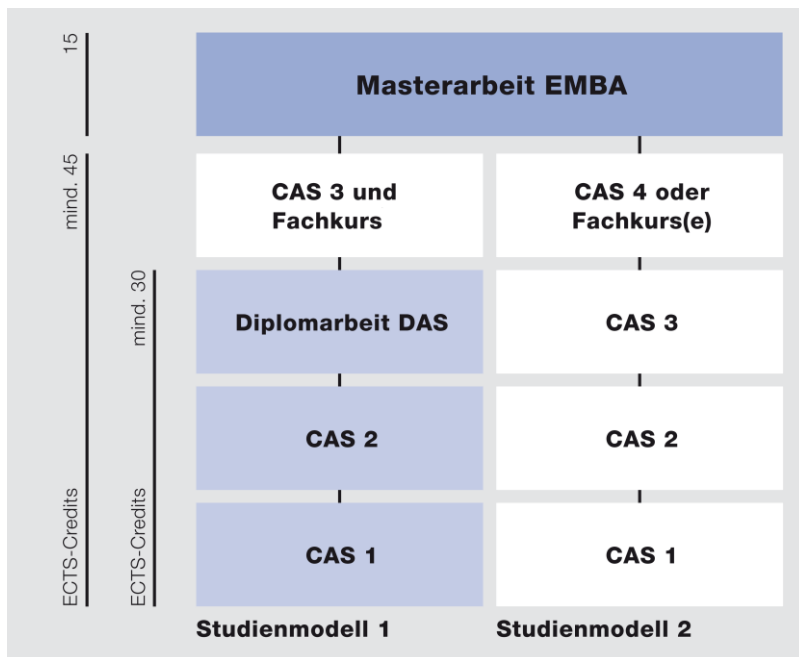 15
Masterarbeit EMBA
mind. 45
CAS 3 und
Fachkurs
CAS 4 oder
Fachkurs(e)
mind. 30
Diplomarbeit DAS
CAS 3
CAS 2
CAS 2
ECTS-Credits
ECTS-Credits
CAS 1
CAS 1
Studienmodell 1
Studienmodell 2